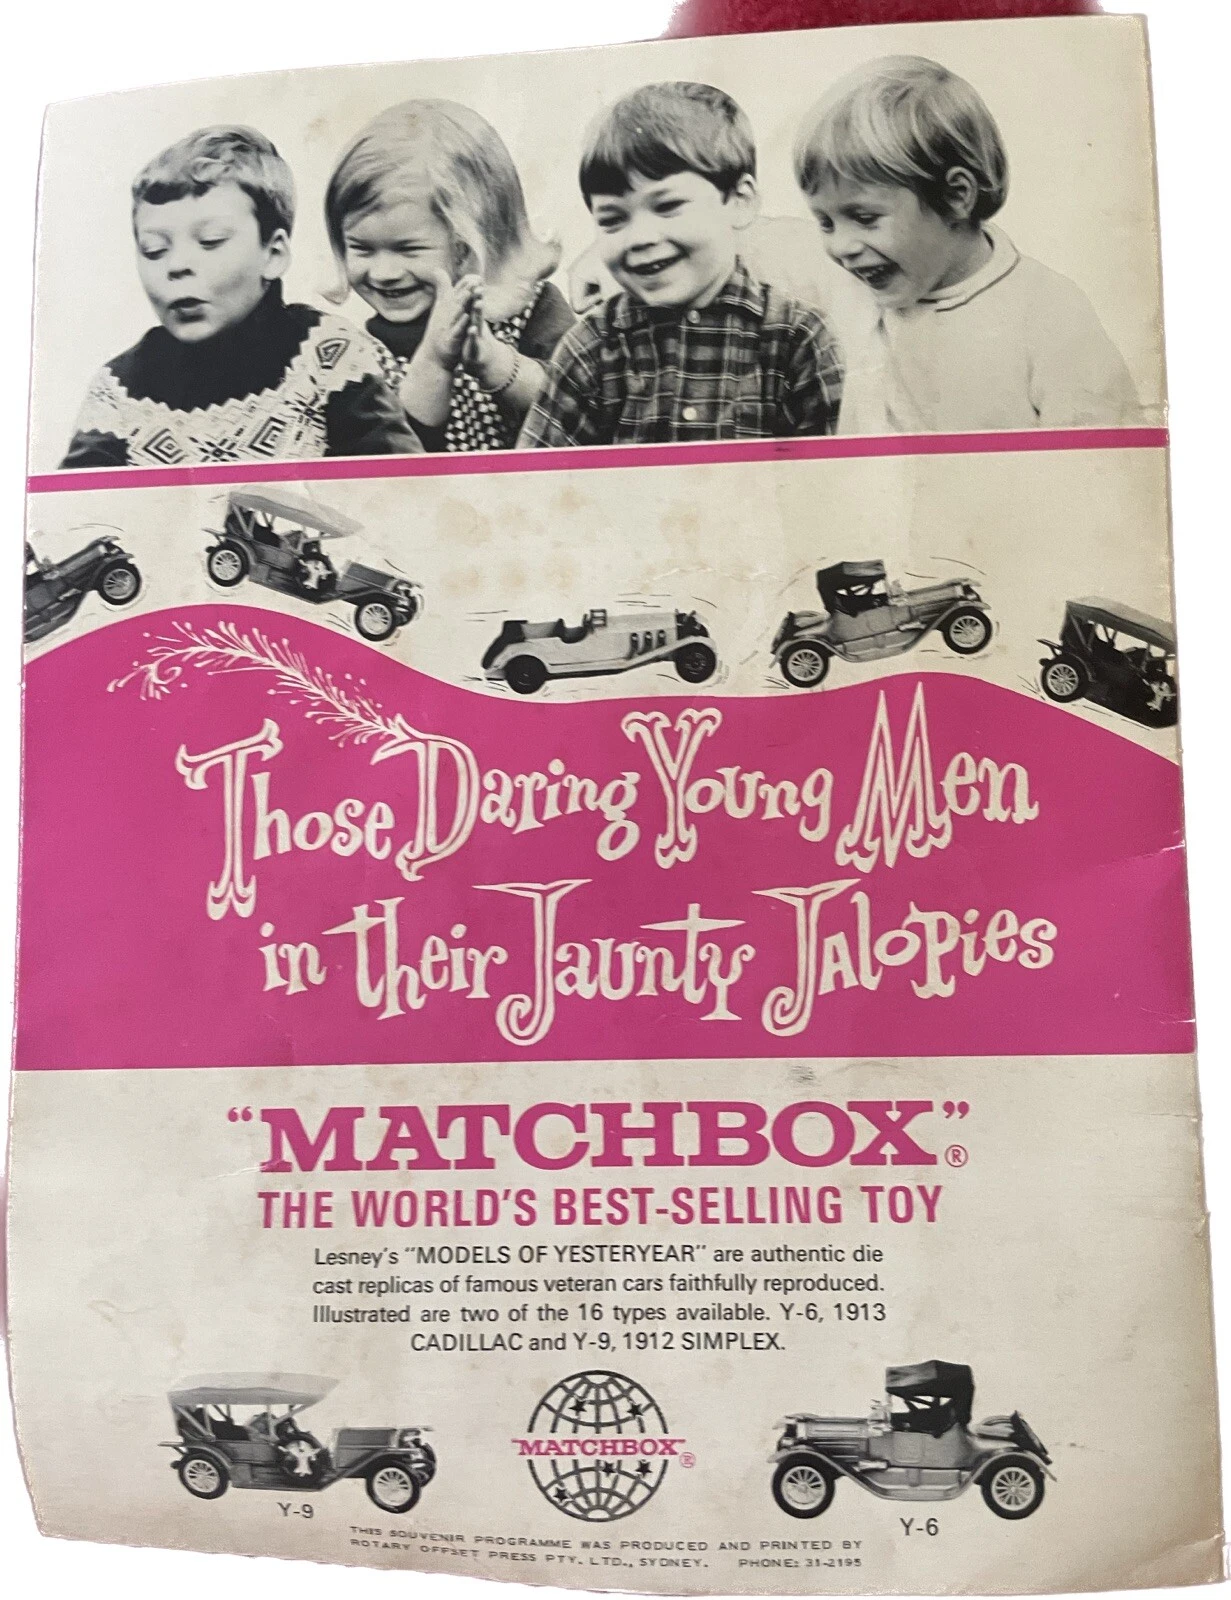 Those Daring Young Men
in their Jaunty Jalopies
"MATCHBOX"®
THE WORLD'S BEST-SELLING TOY
Lesney's "MODELS OF YESTERYEAR" are authentic die
cast replicas of famous veteran cars faithfully reproduced.
Illustrated are two of the 16 types available. Y-6, 1913
CADILLAC and Y-9, 1912 SIMPLEX.
Y-9
"MATCHBOX"®
Y-6
THIS SOUVENIR PROGRAMME WAS PRODUCED AND PRINTED BY
ROTARY OFFSET PRESS PTY. LTD., SYDNEY. PHONE: 31-2195